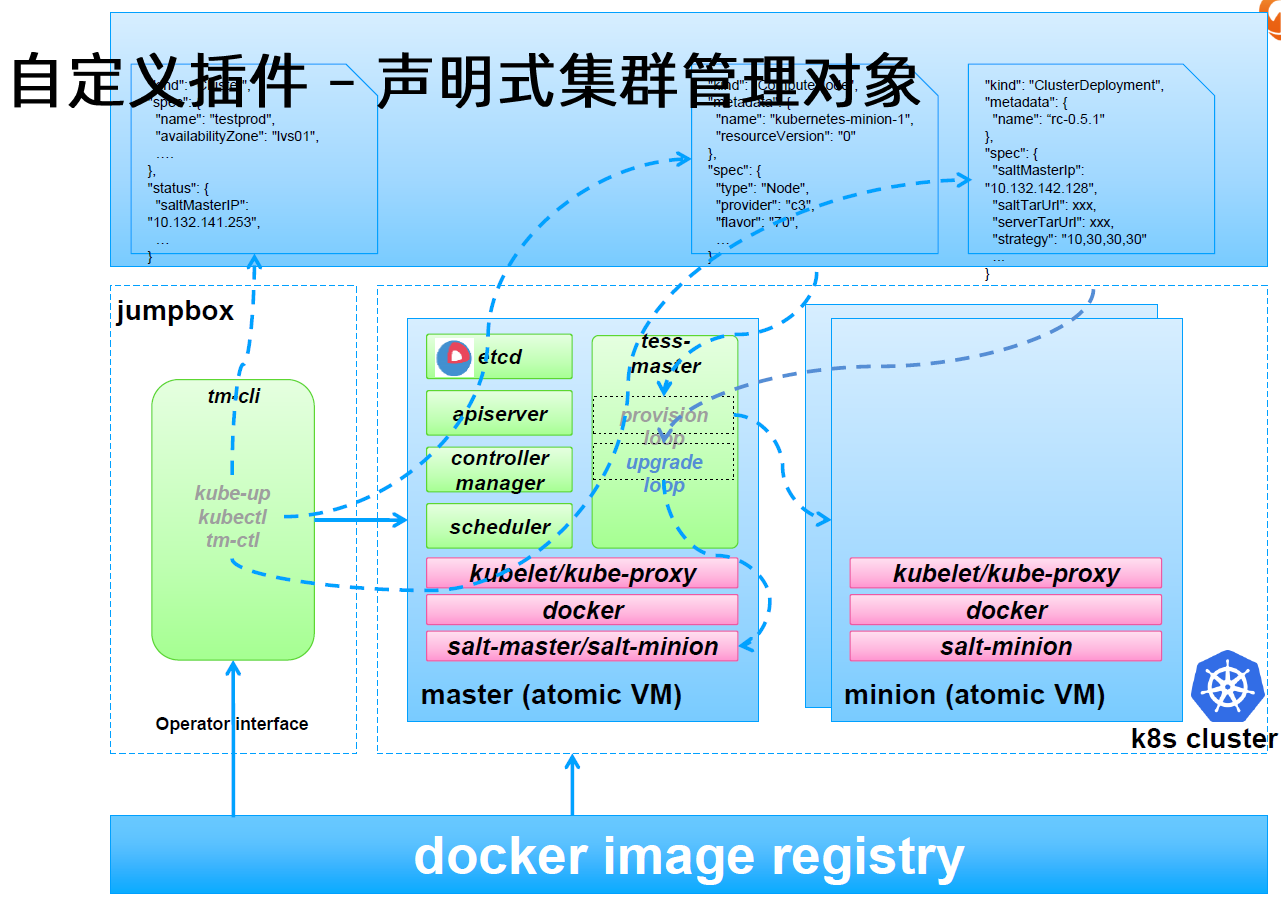 自定义插件 – 声明式集群管理对象
"kind": "Cluster",
"spec": {
"name": "testprod",
"availabilityZone": "lvs01",
....
},
"status": {
"saltMasterIP":
"10.132.141.253",
...
}
"kind": "ComputeNode",
"metadata": {
"name": "kubernetes-minion-1",
"resourceVersion": "0"
},
"spec": {
"type": "Node",
"provider": "c3",
"flavor": "70",
...
}
"kind": "ClusterDeployment",
"metadata": {
"name": “rc-0.5.1"
},
"spec": {
"saltMasterIp":
"10.132.142.128",
"saltTarUrl": xxx,
"serverTarUrl": xxx,
"strategy": "10,30,30,30"
...
}
jumpbox
tm-cli
kube-up
kubectl
tm-ctl
Operator interface
etcd
apiserver
controller
manager
scheduler
tess-
master
provision
loop
upgrade
loop
kubelet/kube-proxy
docker
salt-master/salt-minion
master (atomic VM)
kubelet/kube-proxy
docker
salt-minion
minion (atomic VM)
k8s cluster
docker image registry